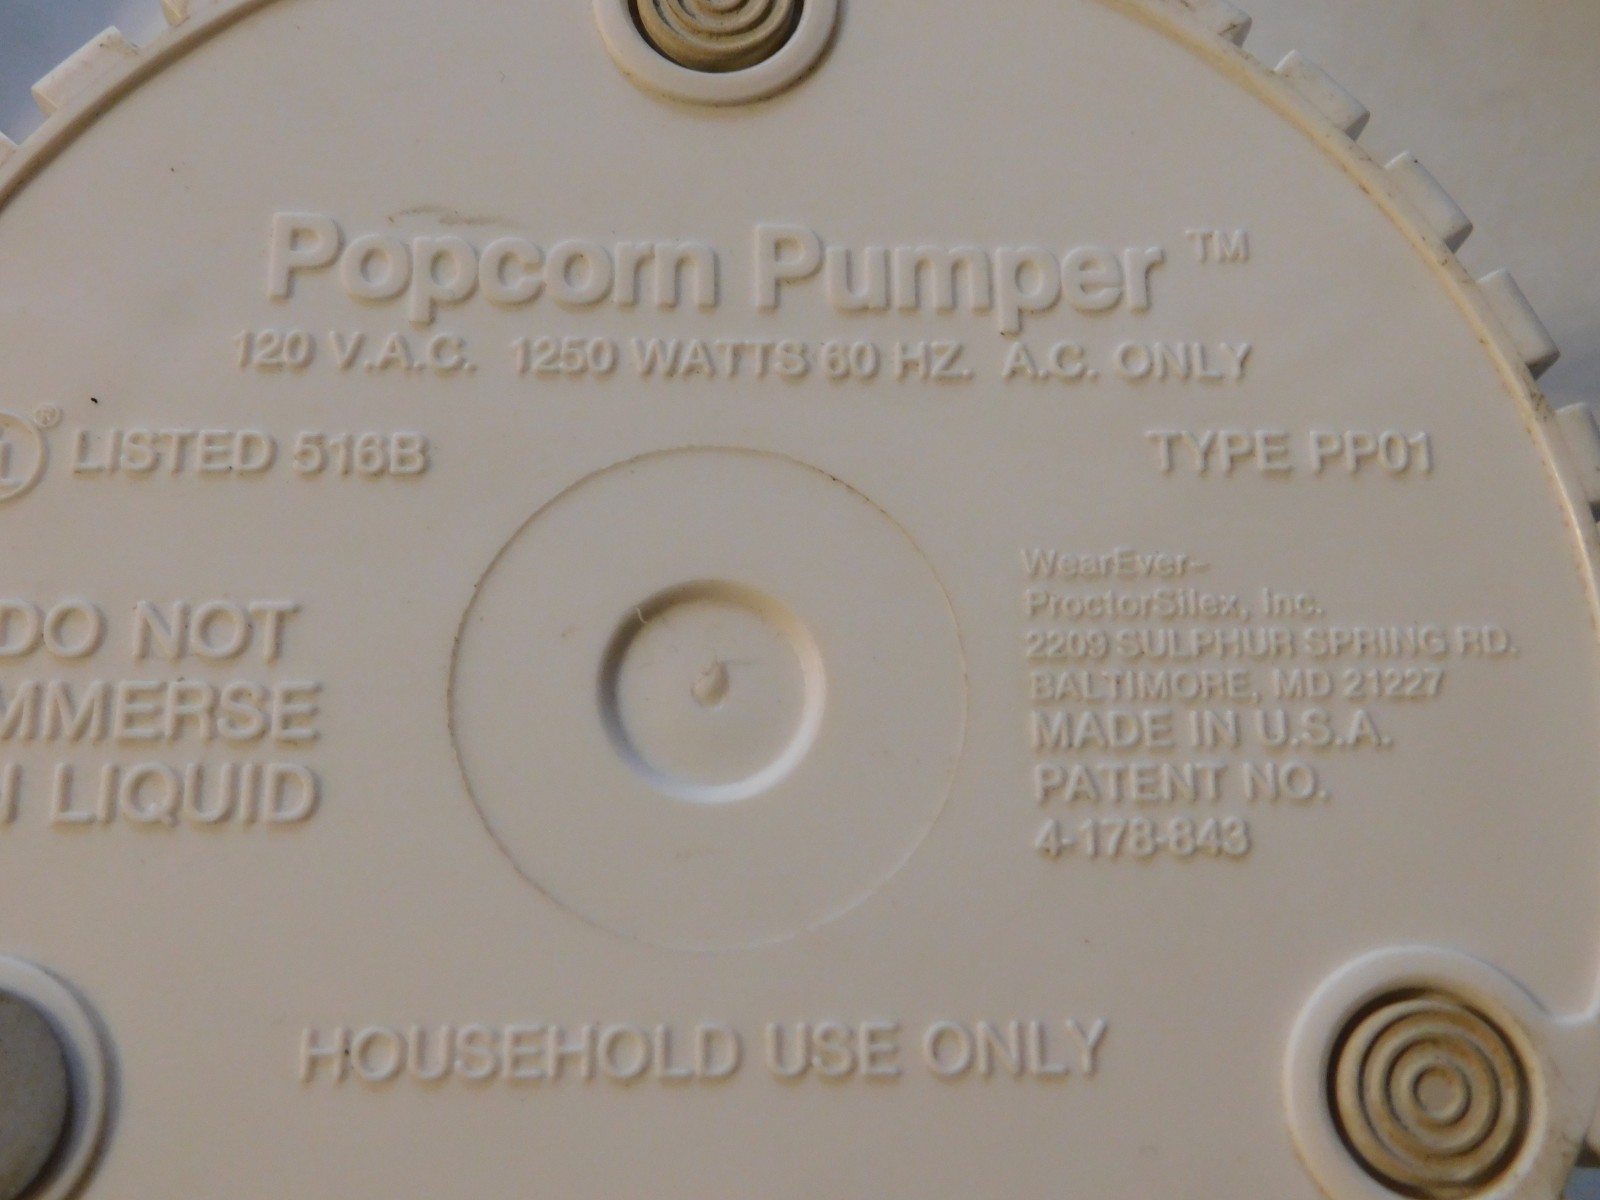 Popcorn Pumper ™
120 V.A.C. 1250 WATTS 60 HZ. A.C. ONLY
® LISTED 516B
TYPE PP01
DO NOT
IMMERSE
LIQUID
WearEver-
ProctorSilex, Inc.
2209 SULPHUR SPRING RD.
BALTIMORE, MD 21227
MADE IN U.S.A.
PATENT NO.
4-178-843
HOUSEHOLD USE ONLY